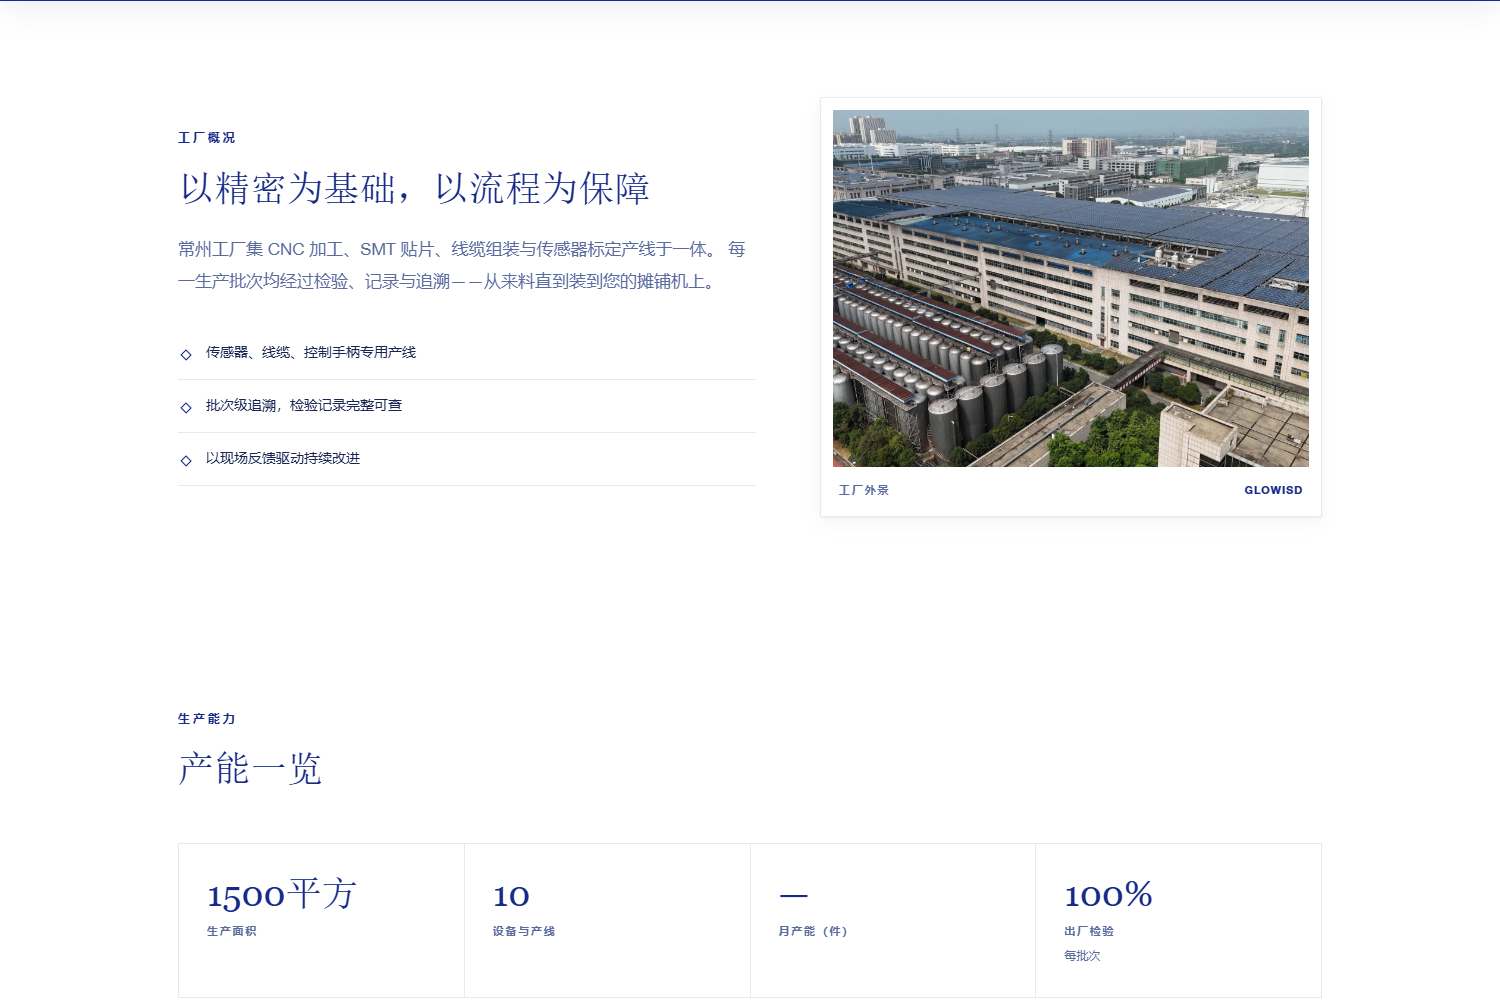 工厂概况
以精密为基础，以流程为保障
常州工厂集 CNC 加工、SMT 贴片、线缆组装与传感器标定产线于一体。 每
一生产批次均经过检验、记录与追溯——从来料直到装到您的摊铺机上。
传感器、线缆、控制手柄专用产线
批次级追溯，检验记录完整可查
以现场反馈驱动持续改进
工厂外景
GLOWISD
生产能力
产能一览
1500平方
生产面积
10
设备与产线
—
月产能（件）
100%
出厂检验
每批次